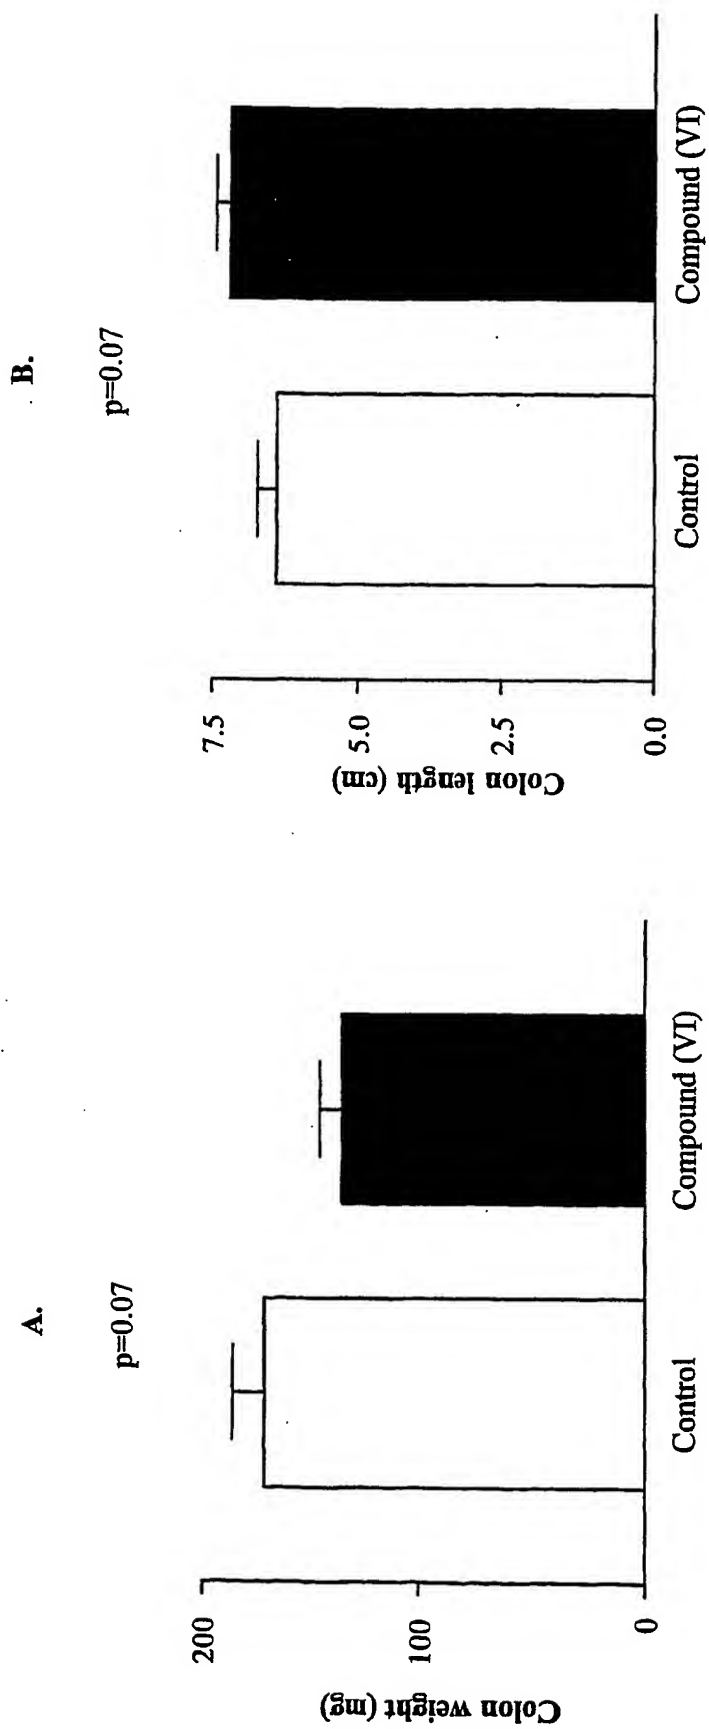 A.
p=0.07
Colon weight (mg)
200
100
0
Control
Compound (VI)
B.
p=0.07
Colon length (cm)
7.5
5.0
2.5
0.0
Control
Compound (VI)